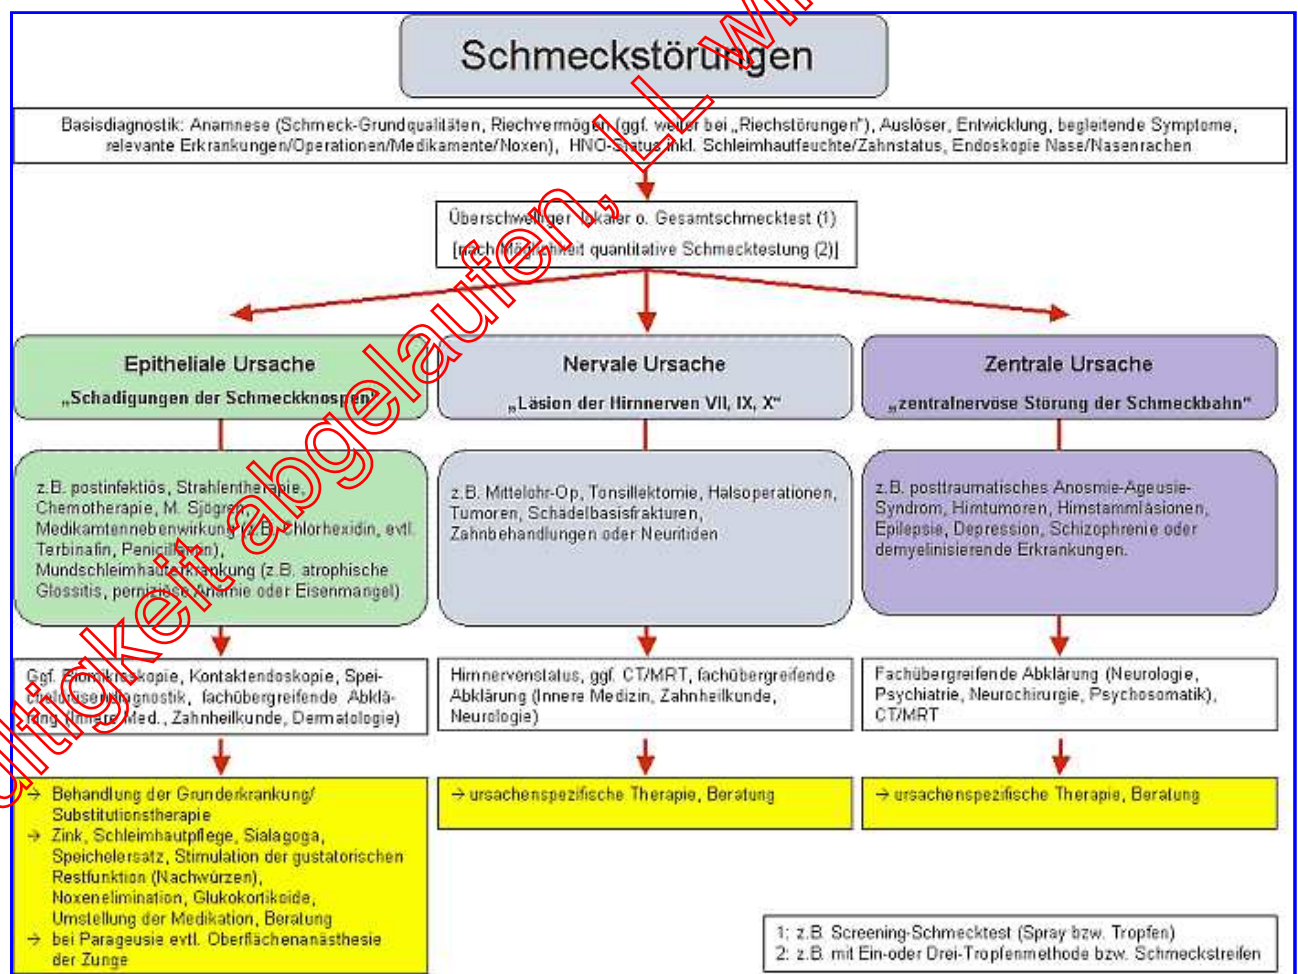 Schmeckstörungen
Basisdiagnostik: Anamnese (Schmeck-Grundqualitäten, Riechvermögen (ggf. weiter bei „Riechstörungen"), Auslöser, Entwicklung, begleitende Symptome,
relevante Erkrankungen/Operationen/Medikamente/Noxen), HNO-Status inkl. Schleimhautfeuchte/Zahnstatus, Endoskopie Nase/Nasenrachen
Überschwelliger lokaler o. Gesamtschmecktest (1)
[nach Möglichkeit quantitative Schmecktestung (2)]
Epitheliale Ursache
„Schädigungen der Schmeckknospen"
Nervale Ursache
„Läsion der Hirnnerven VII, IX, X"
Zentrale Ursache
„zentralnervöse Störung der Schmeckbahn"
z.B. postinfektiös, Strahlentherapie,
Chemotherapie, M. Sjögren,
Medikamtennebenwirkung (z.B. Chlorhexidin, evtl.
Terbinafin, Penicillamin),
Mundschleimhauterkrankung (z.B. atrophische
Glossitis, perniziöse Anämie oder Eisenmangel)
z.B. Mittelohr-Op, Tonsillektomie, Halsoperationen,
Tumoren, Schädelbasisfrakturen,
Zahnbehandlungen oder Neuritiden
z.B. posttraumatisches Anosmie-Ageusie-
Syndrom, Hirntumoren, Hirnstammläsionen,
Epilepsie, Depression, Schizophrenie oder
demyelinisierende Erkrankungen.
Ggf. Biomikroskopie, Kontaktendoskopie, Spei-
cheldrüsendiagnostik, fachübergreifende Abklä-
rung (Innere Med., Zahnheilkunde, Dermatologie)
Hirnnervenstatus, ggf. CT/MRT, fachübergreifende
Abklärung (Innere Medizin, Zahnheilkunde,
Neurologie)
Fachübergreifende Abklärung (Neurologie,
Psychiatrie, Neurochirurgie, Psychosomatik),
CT/MRT
→ Behandlung der Grunderkrankung/
Substitutionstherapie
→ Zink, Schleimhautpflege, Sialagoga,
Speichelersatz, Stimulation der gustatorischen
Restfunktion (Nachwürzen),
Noxenelimination, Glukokortikoide,
Umstellung der Medikation, Beratung
→ bei Parageusie evtl. Oberflächenanästhesie
der Zunge
→ ursachenspezifische Therapie, Beratung
→ ursachenspezifische Therapie, Beratung
1: z.B. Screening-Schmecktest (Spray bzw. Tropfen)
2: z.B. mit Ein-oder Drei-Tropfenmethode bzw. Schmeckstreifen
ültigkeit abgelaufen, LL wi